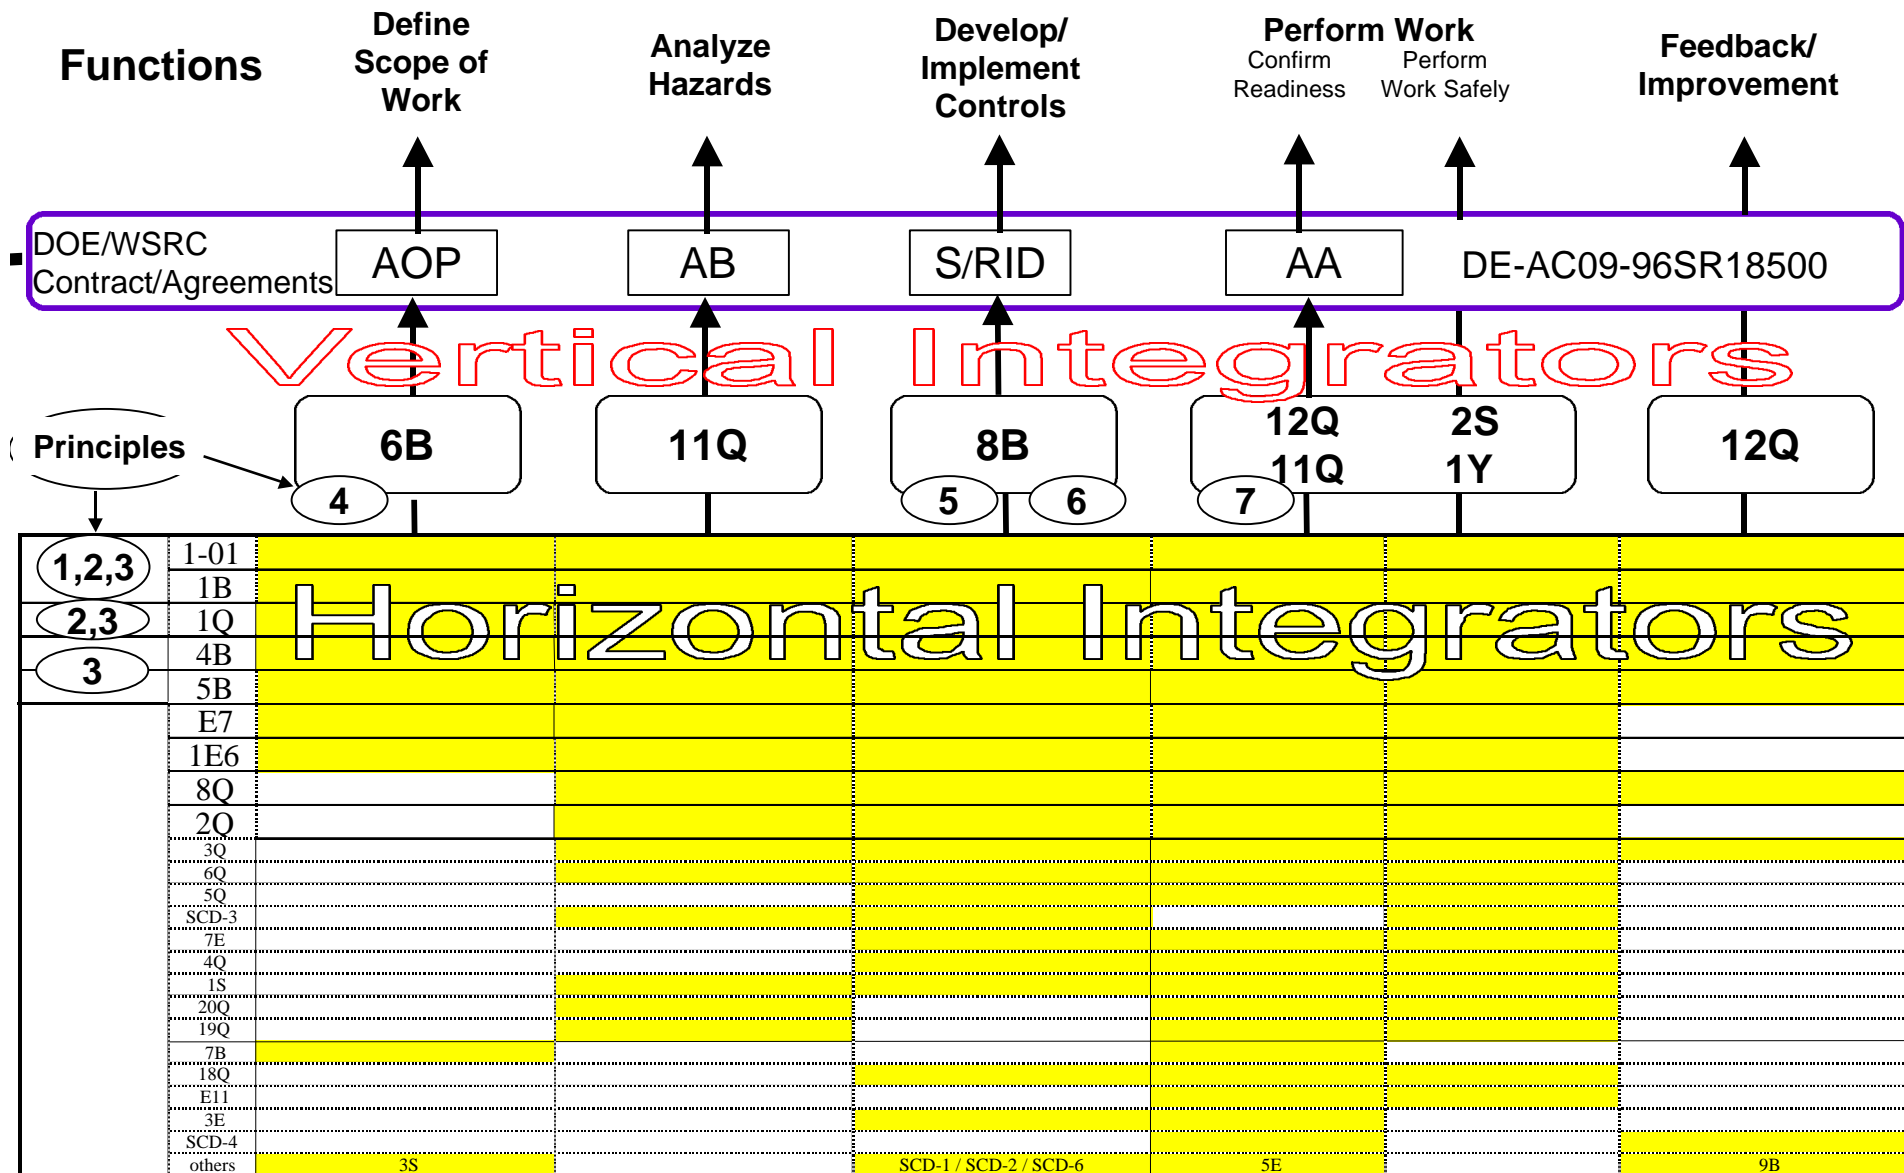 Functions
Define
Scope of
Work
Analyze
Hazards
Develop/
Implement
Controls
Perform Work
Confirm
Readiness
Perform
Work Safely
Feedback/
Improvement
DOE/WSRC
Contract/Agreements
AOP
AB
S/RID
AA
DE-AC09-96SR18500
Vertical Integrators
Principles
6B
11Q
8B
12Q 2S
11Q 1Y
12Q
4
5
6
7
1,2,3
2,3
3
Horizontal Integrators
1-01
1B
1Q
4B
5B
E7
1E6
8Q
2Q
3Q
6Q
5Q
SCD-3
7E
4Q
1S
20Q
19Q
7B
18Q
E11
3E
SCD-4
others 3S SCD-1 / SCD-2 / SCD-6 5E 9B